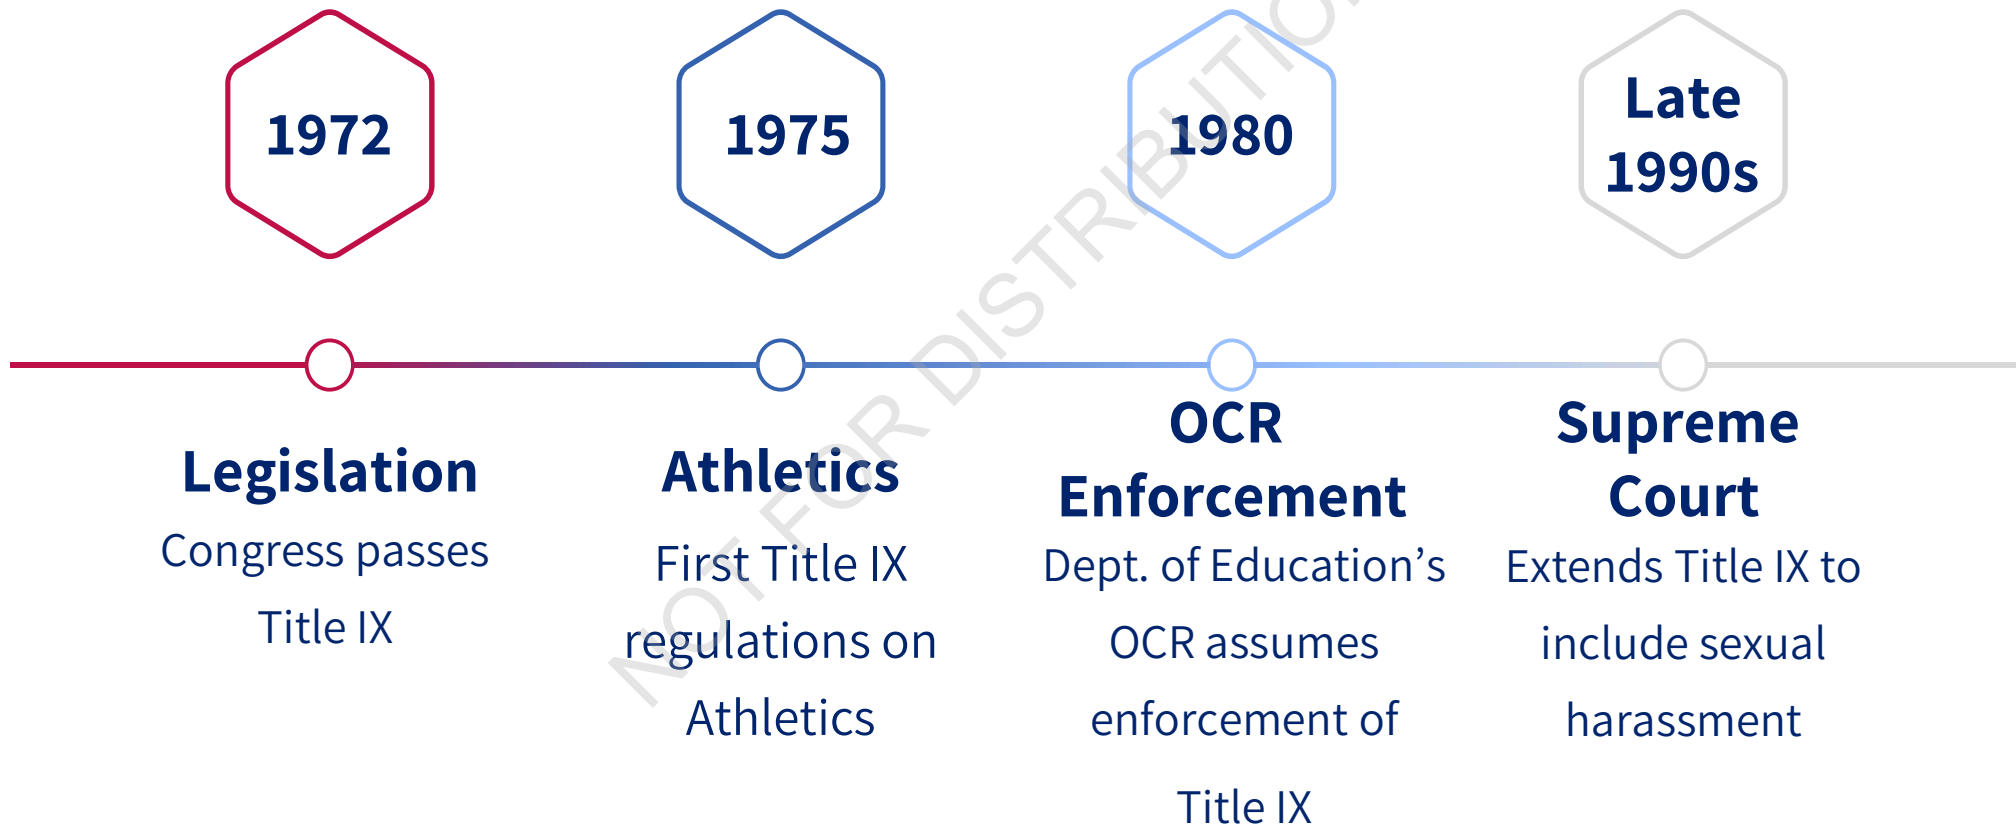 1972
1975
1980
Late
1990s
Legislation
Congress passes
Title IX
Athletics
First Title IX
regulations on
Athletics
OCR
Enforcement
Dept. of Education’s
OCR assumes
enforcement of
Title IX
Supreme
Court
Extends Title IX to
include sexual
harassment
NOT FOR DISTRIBUTION